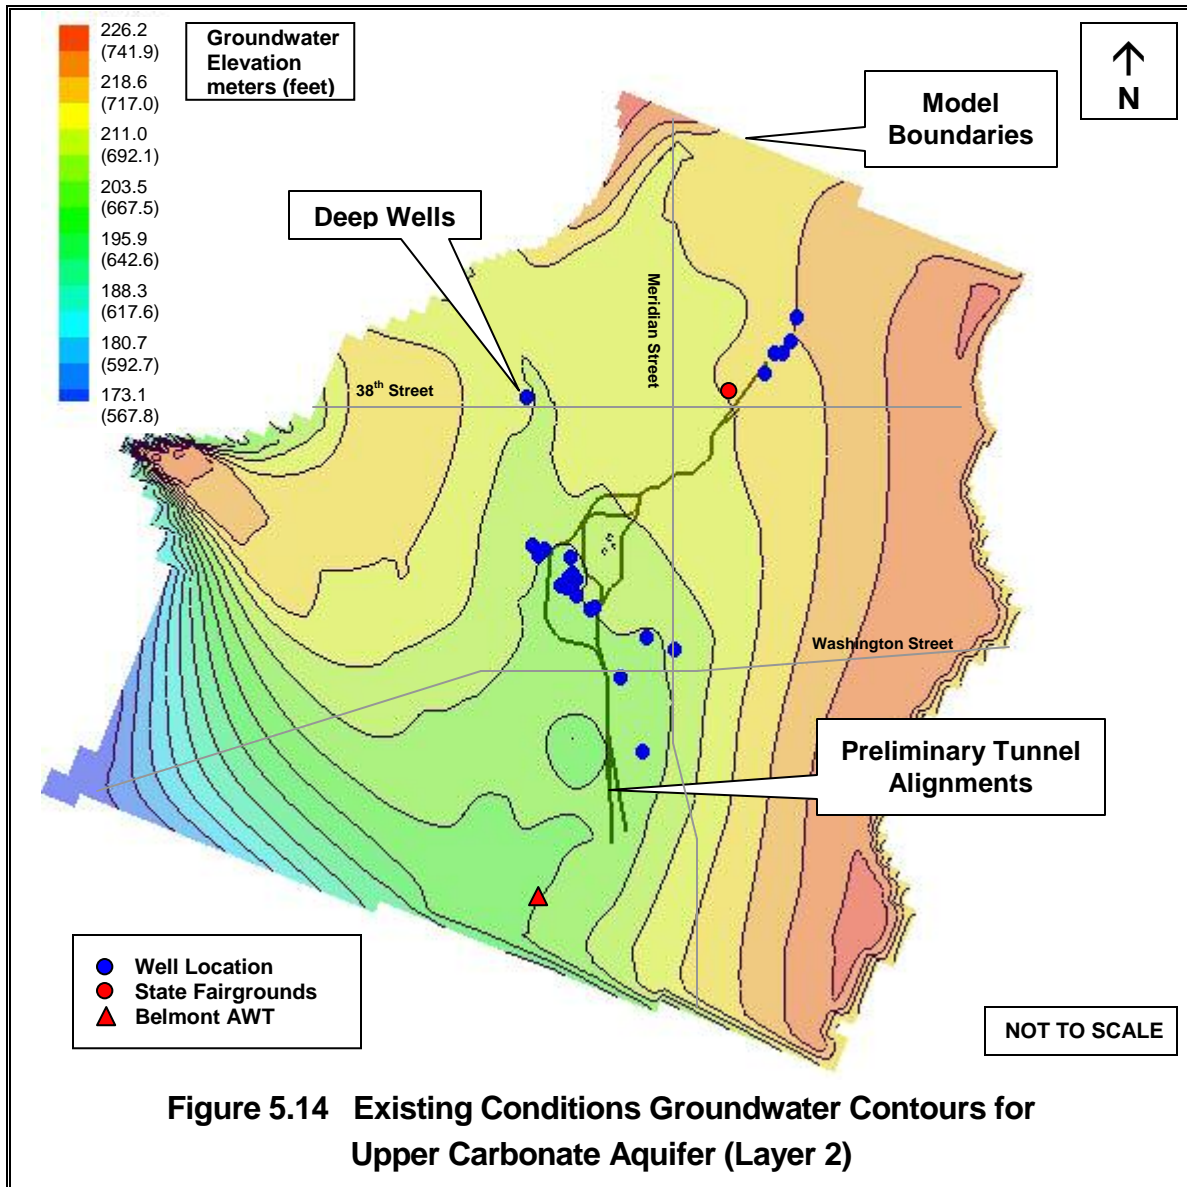 226.2
(741.9)
218.6
(717.0)
211.0
(692.1)
203.5
(667.5)
195.9
(642.6)
188.3
(617.6)
180.7
(592.7)
173.1
(567.8)
Groundwater
Elevation
meters (feet)
N
Model
Boundaries
Deep Wells
Meridian Street
38th Street
Washington Street
Preliminary Tunnel
Alignments
Well Location
State Fairgrounds
Belmont AWT
NOT TO SCALE
Figure 5.14 Existing Conditions Groundwater Contours for
Upper Carbonate Aquifer (Layer 2)